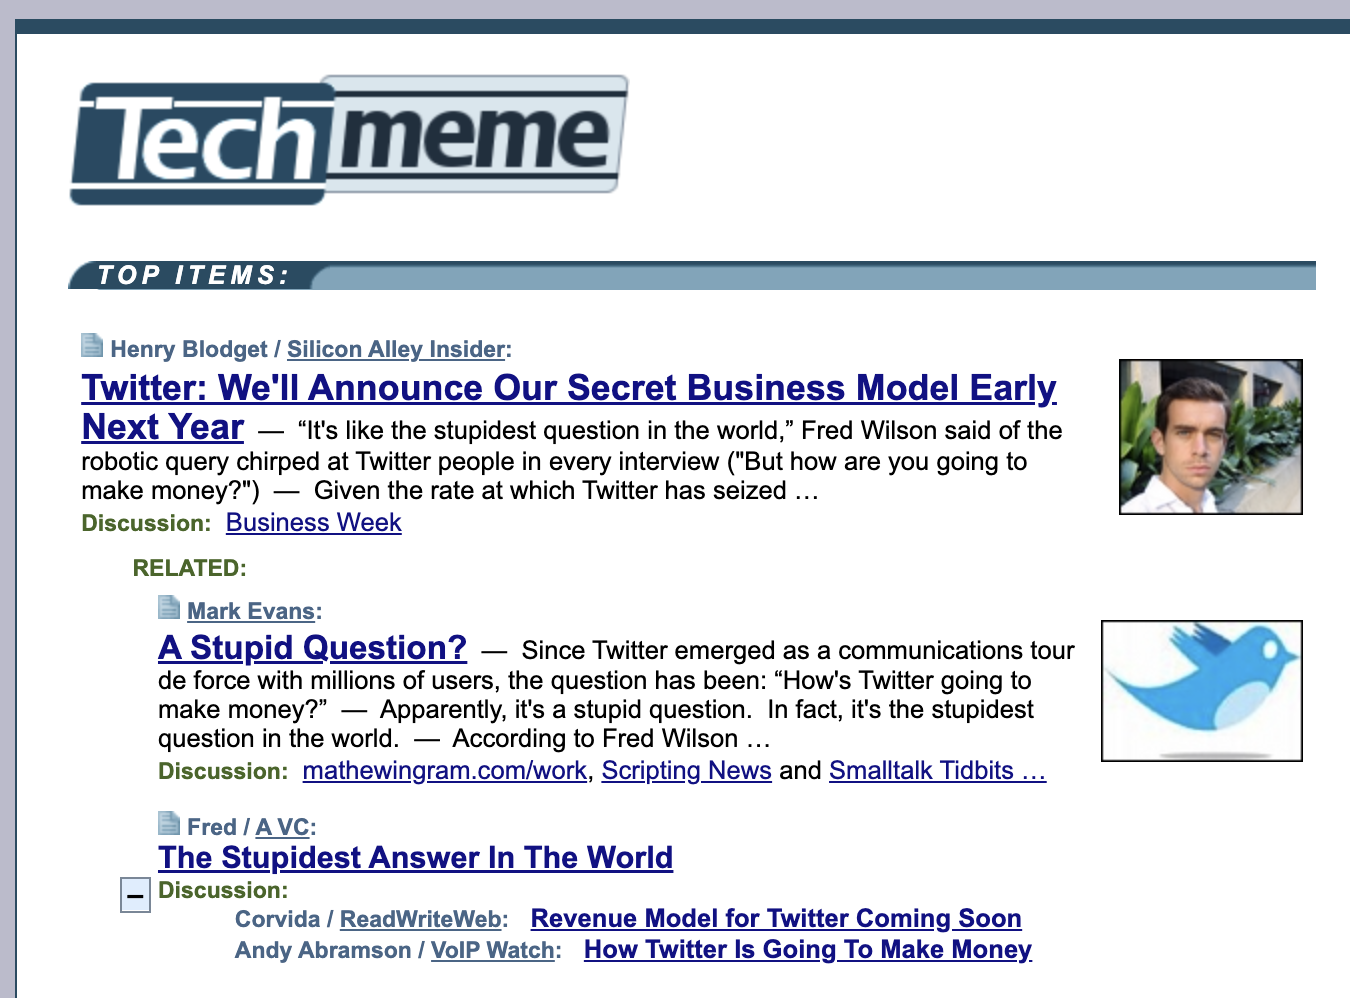 Techmeme
TOP ITEMS:
Henry Blodget / Silicon Alley Insider:
Twitter: We'll Announce Our Secret Business Model Early
Next Year — “It's like the stupidest question in the world,” Fred Wilson said of the
robotic query chirped at Twitter people in every interview ("But how are you going to
make money?") — Given the rate at which Twitter has seized …
Discussion: Business Week
RELATED:
Mark Evans:
A Stupid Question? — Since Twitter emerged as a communications tour
de force with millions of users, the question has been: “How's Twitter going to
make money?” — Apparently, it's a stupid question. In fact, it's the stupidest
question in the world. — According to Fred Wilson …
Discussion: mathewingram.com/work, Scripting News and Smalltalk Tidbits …
Fred / A VC:
The Stupidest Answer In The World
Discussion:
Corvida / ReadWriteWeb: Revenue Model for Twitter Coming Soon
Andy Abramson / VoIP Watch: How Twitter Is Going To Make Money